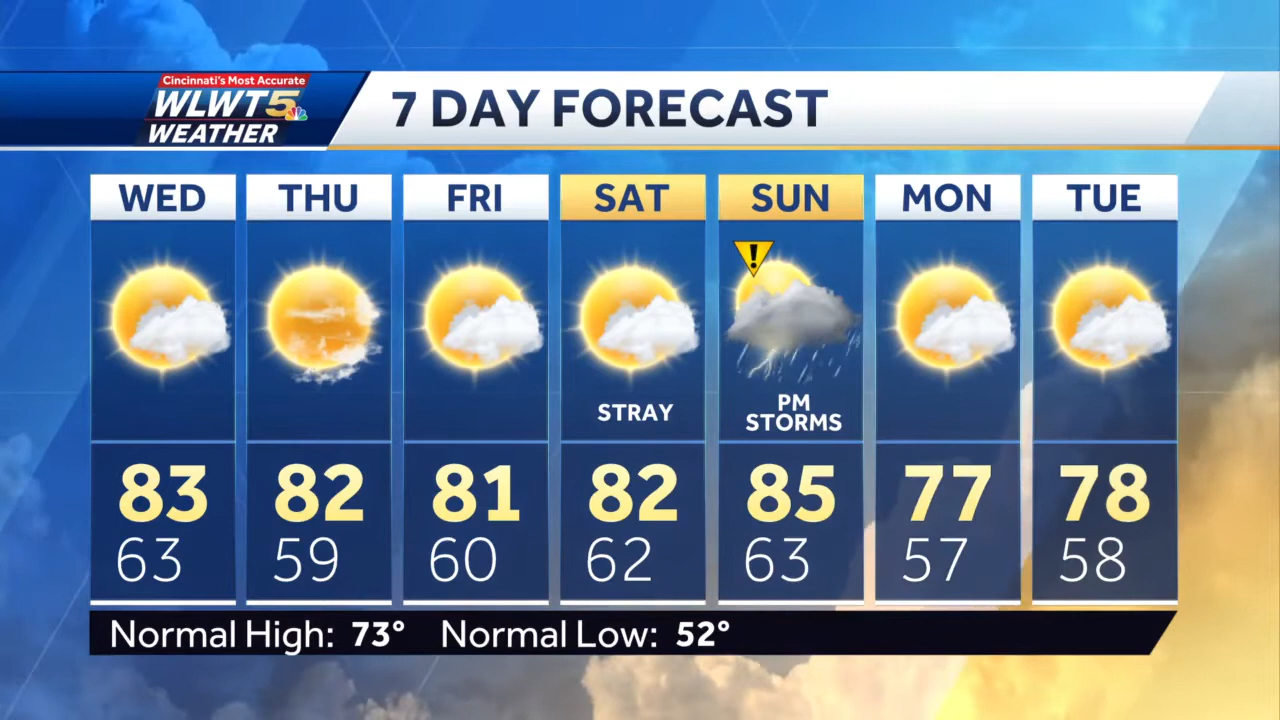 Cincinnati's Most Accurate
WLWT5
WEATHER
7 DAY FORECAST
WED THU FRI SAT SUN MON TUE
!
STRAY
PM
STORMS
83 82 81 82 85 77 78
63 59 60 62 63 57 58
Normal High: 73° Normal Low: 52°